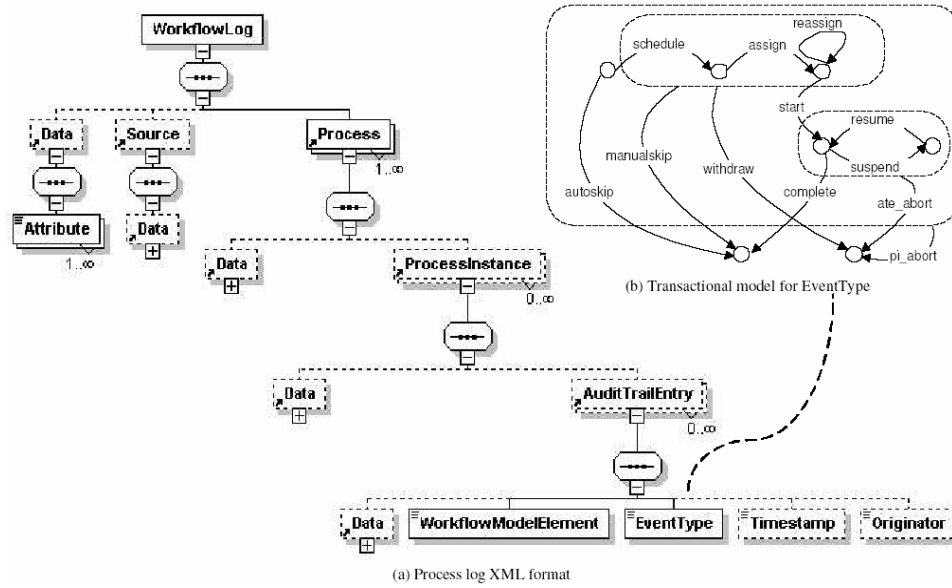 WorkflowLog
Data
Source
Process
1..∞
Attribute
1..∞
Data
Data
ProcessInstance
0..∞
Data
AuditTrailEntry
0..∞
Data
WorkflowModelElement
EventType
Timestamp
Originator
(a) Process log XML format
reassign
schedule
assign
start
resume
manualskip
withdraw
suspend
autoskip
complete
ate_abort
pi_abort
(b) Transactional model for EventType